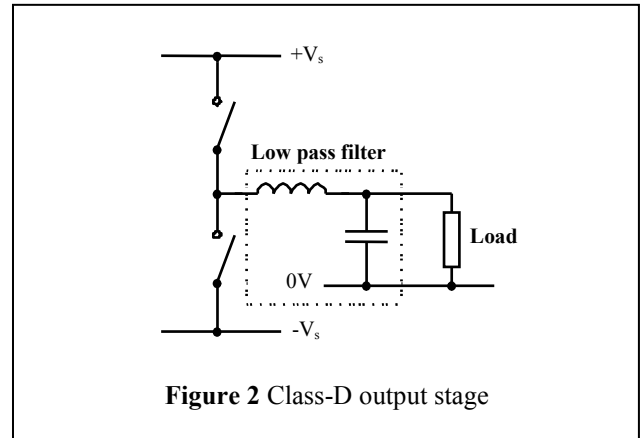 +Vs
Low pass filter
Load
0V
-Vs
Figure 2 Class-D output stage